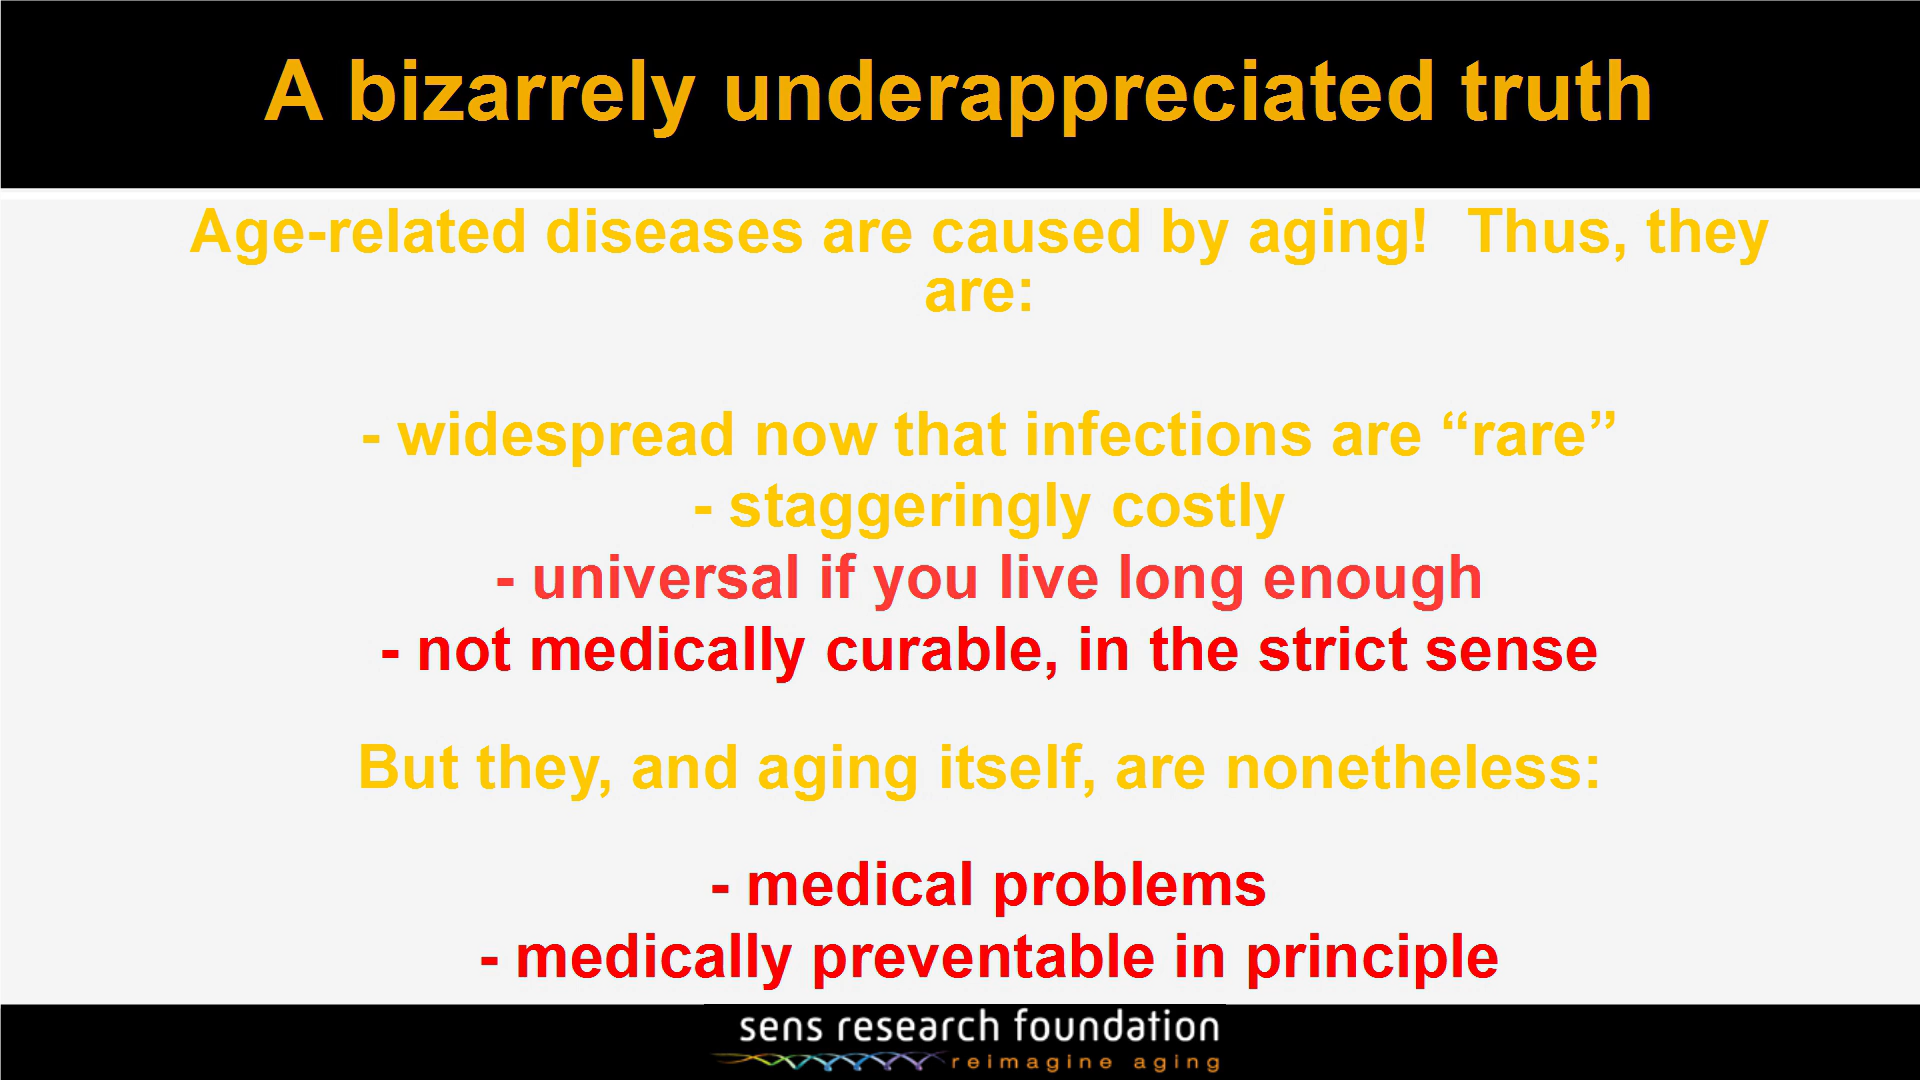 A bizarrely underappreciated truth
Age-related diseases are caused by aging!  Thus, they
are:
- widespread now that infections are “rare”
- staggeringly costly
- universal if you live long enough
- not medically curable, in the strict sense
But they, and aging itself, are nonetheless:
- medical problems
- medically preventable in principle
sens research foundation
reimagine aging